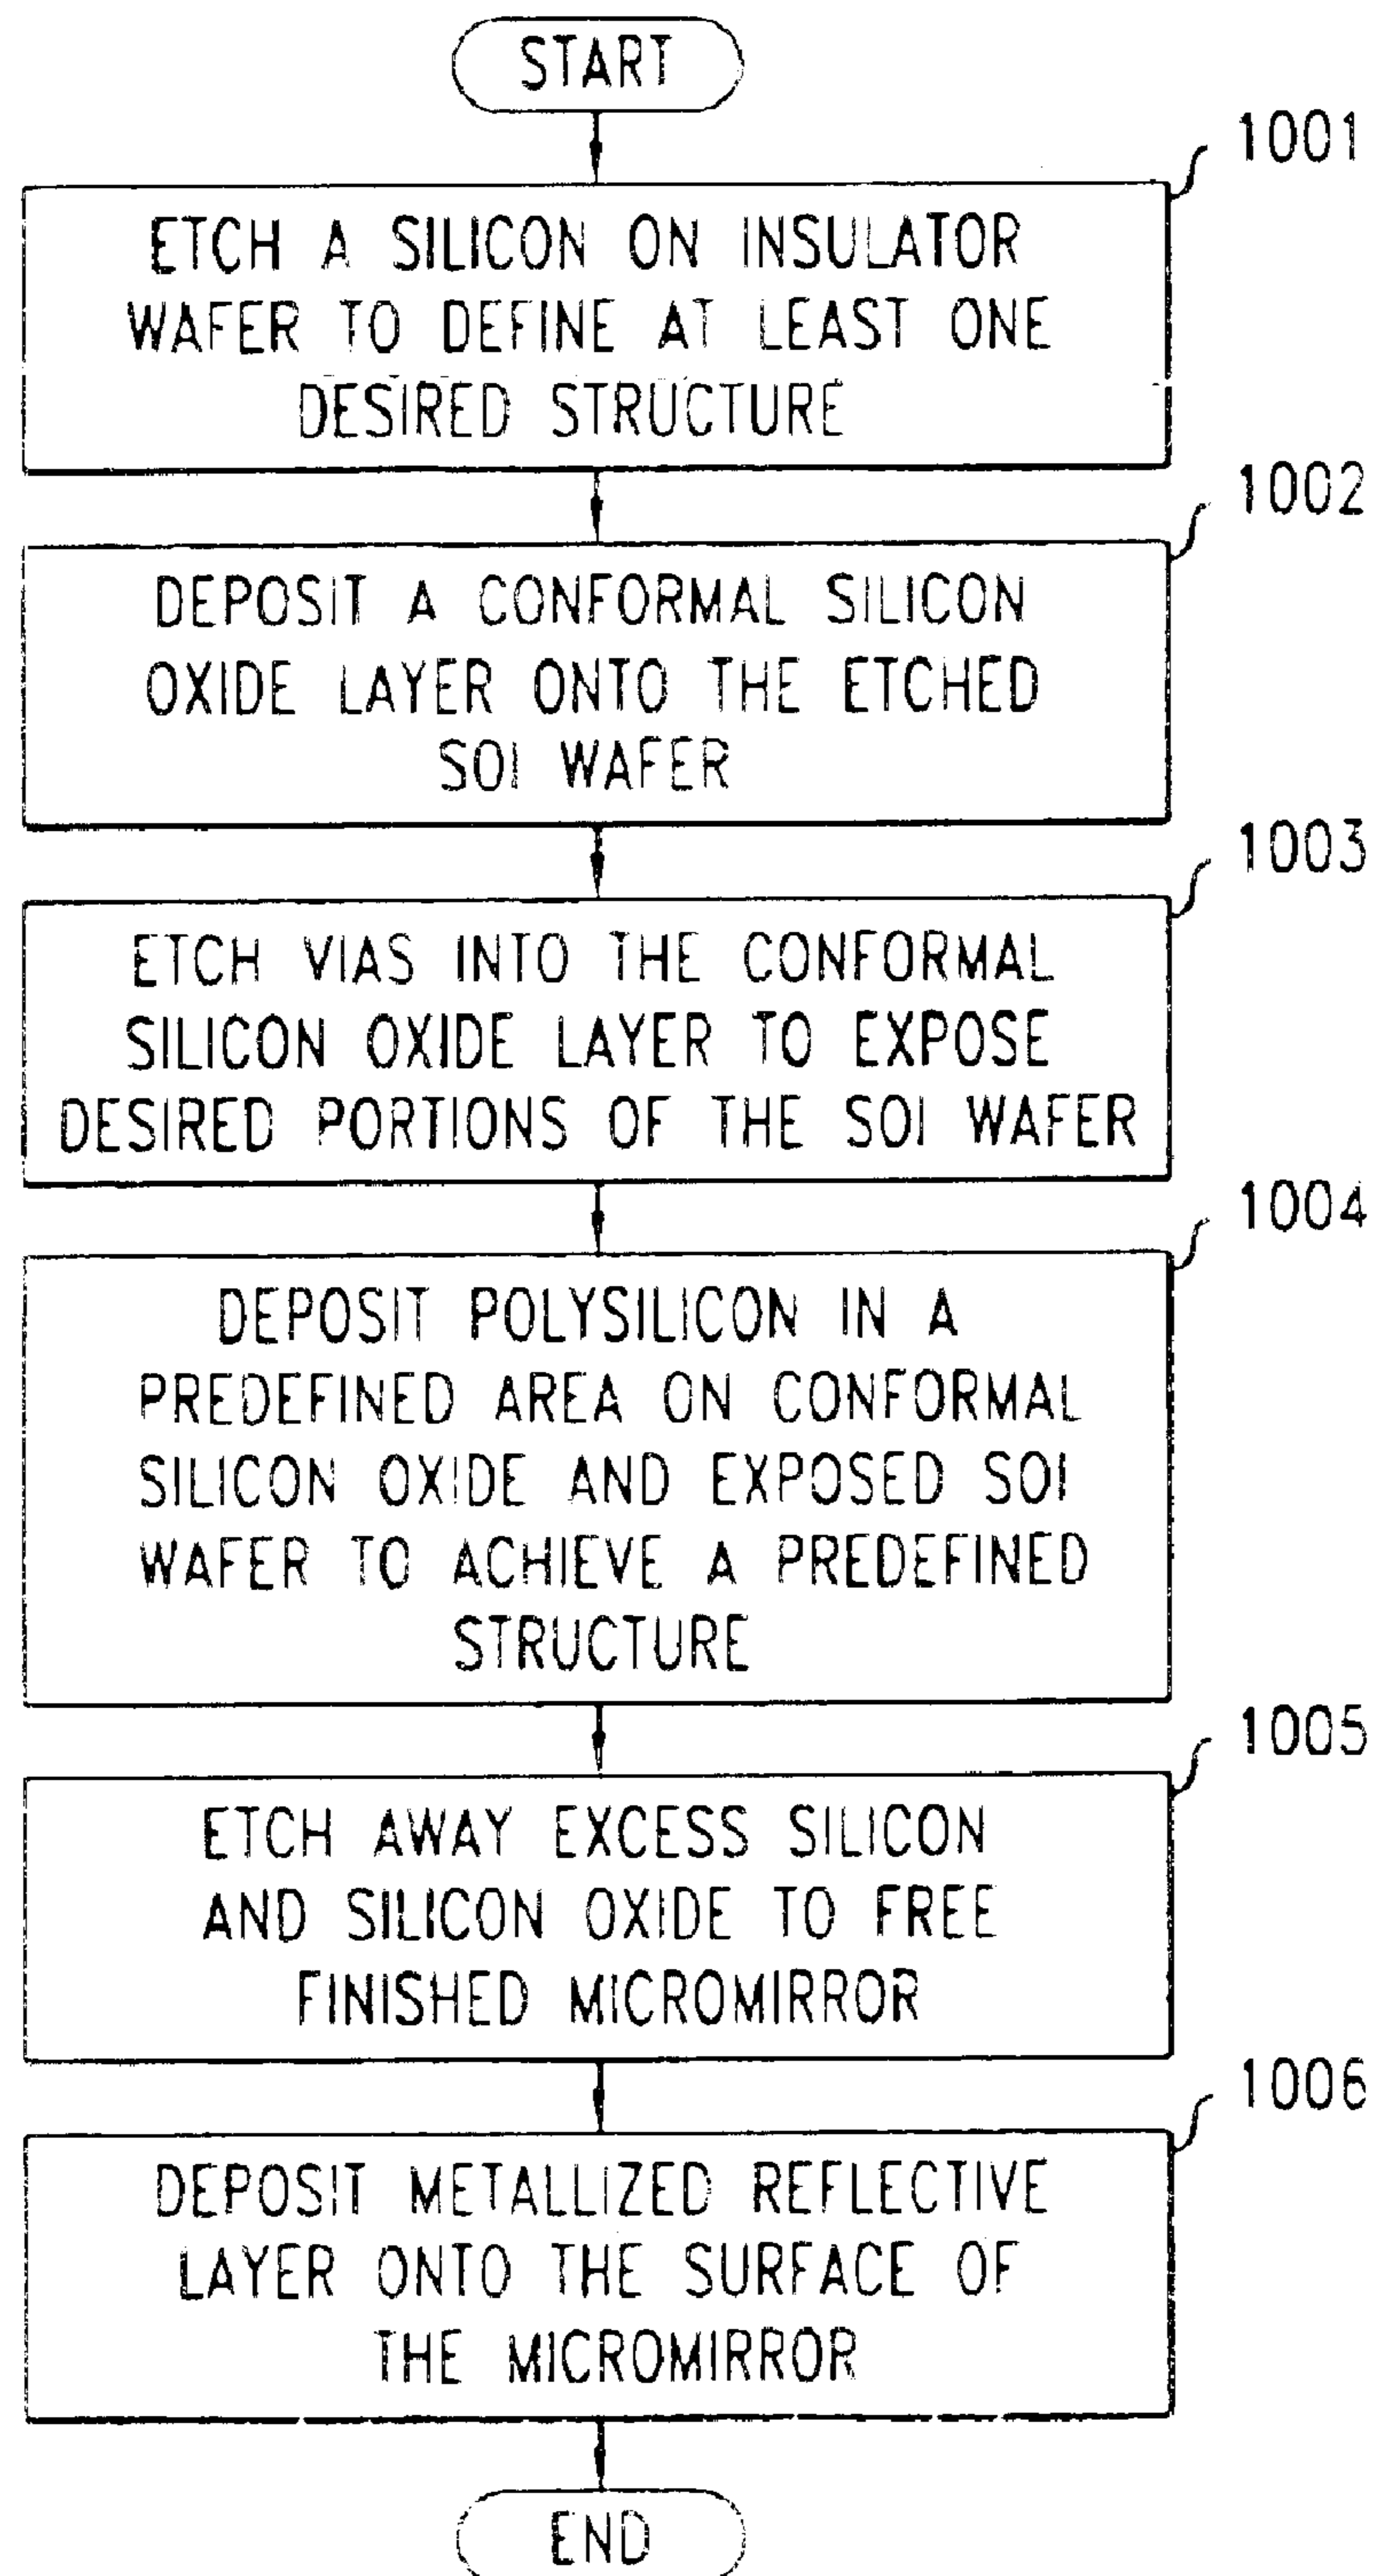 START
1001
ETCH A SILICON ON INSULATOR
WAFER TO DEFINE AT LEAST ONE
DESIRED STRUCTURE
1002
DEPOSIT A CONFORMAL SILICON
OXIDE LAYER ONTO THE ETCHED
SOI WAFER
1003
ETCH VIAS INTO THE CONFORMAL
SILICON OXIDE LAYER TO EXPOSE
DESIRED PORTIONS OF THE SOI WAFER
1004
DEPOSIT POLYSILICON IN A
PREDEFINED AREA ON CONFORMAL
SILICON OXIDE AND EXPOSED SOI
WAFER TO ACHIEVE A PREDEFINED
STRUCTURE
1005
ETCH AWAY EXCESS SILICON
AND SILICON OXIDE TO FREE
FINISHED MICROMIRROR
1006
DEPOSIT METALLIZED REFLECTIVE
LAYER ONTO THE SURFACE OF
THE MICROMIRROR
END